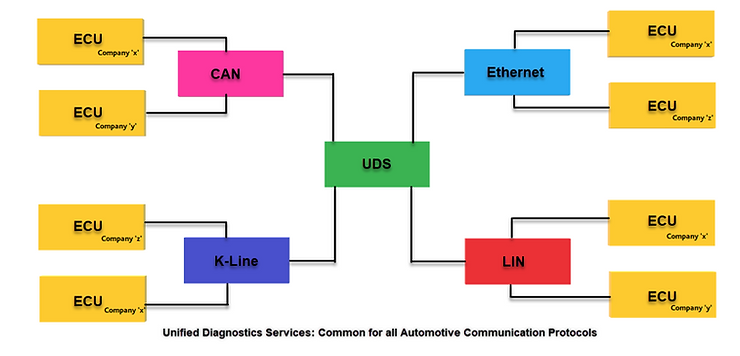 ECU
Company 'x'
CAN
ECU
Company 'y'
Ethernet
ECU
Company 'x'
ECU
Company 'z'
UDS
ECU
Company 'z'
K-Line
ECU
Company 'x'
LIN
ECU
Company 'x'
ECU
Company 'y'
Unified Diagnostics Services: Common for all Automotive Communication Protocols